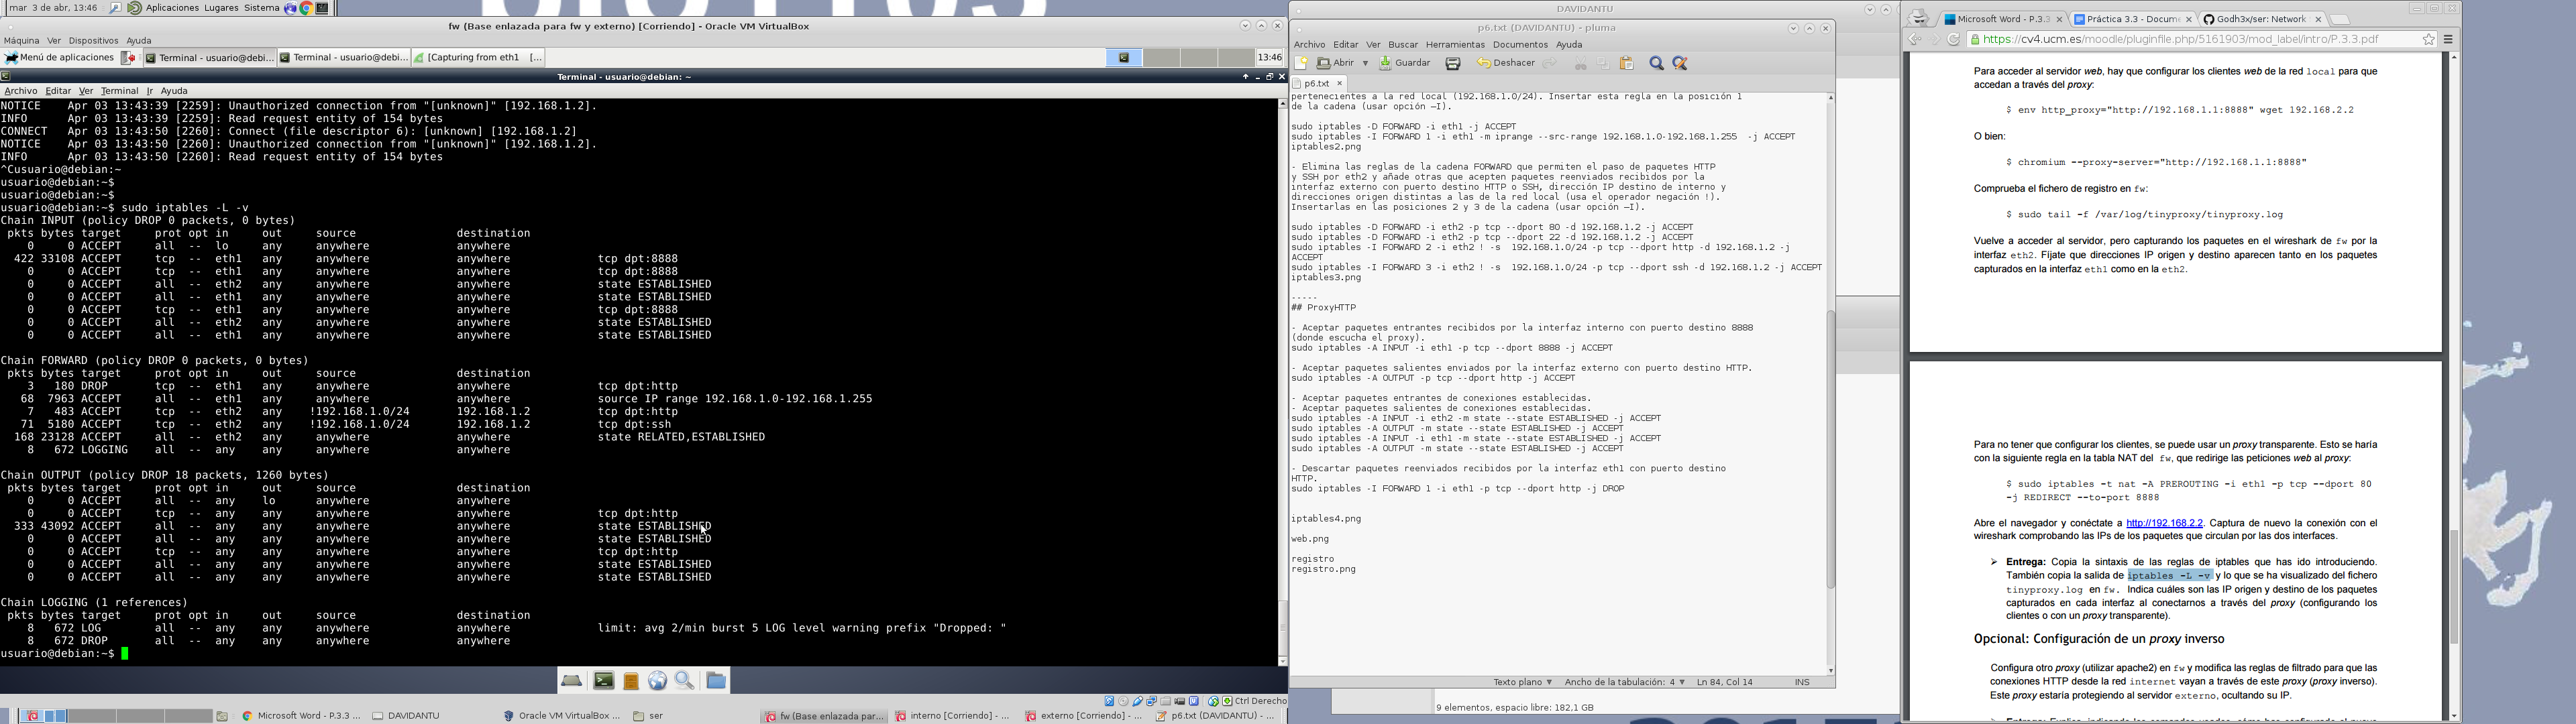 mar 3 de abr, 13:46 Aplicaciones Lugares Sistema
fw (Base enlazada para fw y externo) [Corriendo] - Oracle VM VirtualBox
Máquina Ver Dispositivos Ayuda
Menú de aplicaciones Terminal - usuario@debi... Terminal - usuario@debi... [Capturing from eth1 [... 13:46
Terminal - usuario@debian: ~
Archivo Editar Ver Terminal Ir Ayuda
NOTICE Apr 03 13:43:39 [2259]: Unauthorized connection from "[unknown]" [192.168.1.2].
INFO Apr 03 13:43:39 [2259]: Read request entity of 154 bytes
CONNECT Apr 03 13:43:50 [2260]: Connect (file descriptor 6): [unknown] [192.168.1.2]
NOTICE Apr 03 13:43:50 [2260]: Unauthorized connection from "[unknown]" [192.168.1.2].
INFO Apr 03 13:43:50 [2260]: Read request entity of 154 bytes
^Cusuario@debian:~
usuario@debian:~$
usuario@debian:~$
usuario@debian:~$ sudo iptables -L -v
Chain INPUT (policy DROP 0 packets, 0 bytes)
pkts bytes target prot opt in out source destination
0 0 ACCEPT all -- lo any anywhere anywhere
422 33108 ACCEPT tcp -- eth1 any anywhere anywhere tcp dpt:8888
0 0 ACCEPT tcp -- eth1 any anywhere anywhere tcp dpt:8888
0 0 ACCEPT all -- eth2 any anywhere anywhere state ESTABLISHED
0 0 ACCEPT all -- eth1 any anywhere anywhere state ESTABLISHED
0 0 ACCEPT tcp -- eth1 any anywhere anywhere tcp dpt:8888
0 0 ACCEPT all -- eth2 any anywhere anywhere state ESTABLISHED
0 0 ACCEPT all -- eth1 any anywhere anywhere state ESTABLISHED
Chain FORWARD (policy DROP 0 packets, 0 bytes)
pkts bytes target prot opt in out source destination
3 180 DROP tcp -- eth1 any anywhere anywhere tcp dpt:http
68 7963 ACCEPT all -- eth1 any anywhere anywhere source IP range 192.168.1.0-192.168.1.255
7 483 ACCEPT tcp -- eth2 any !192.168.1.0/24 192.168.1.2 tcp dpt:http
71 5180 ACCEPT tcp -- eth2 any !192.168.1.0/24 192.168.1.2 tcp dpt:ssh
168 23128 ACCEPT all -- eth2 any anywhere anywhere state RELATED,ESTABLISHED
8 672 LOGGING all -- any any anywhere anywhere
Chain OUTPUT (policy DROP 18 packets, 1260 bytes)
pkts bytes target prot opt in out source destination
0 0 ACCEPT all -- any lo anywhere anywhere
0 0 ACCEPT tcp -- any any anywhere anywhere tcp dpt:http
333 43092 ACCEPT all -- any any anywhere anywhere state ESTABLISHED
0 0 ACCEPT all -- any any anywhere anywhere state ESTABLISHED
0 0 ACCEPT tcp -- any any anywhere anywhere tcp dpt:http
0 0 ACCEPT all -- any any anywhere anywhere state ESTABLISHED
0 0 ACCEPT all -- any any anywhere anywhere state ESTABLISHED
Chain LOGGING (1 references)
pkts bytes target prot opt in out source destination
8 672 LOG all -- any any anywhere anywhere limit: avg 2/min burst 5 LOG level warning prefix "Dropped: "
8 672 DROP all -- any any anywhere anywhere
usuario@debian:~$
Ctrl Derecho
Microsoft Word - P.3.3 ... DAVIDANTU Oracle VM VirtualBox ... ser fw (Base enlazada par... interno [Corriendo] - ... externo [Corriendo] - ... p6.txt (DAVIDANTU) - ...
DAVIDANTU
p6.txt (DAVIDANTU) - pluma
Archivo Editar Ver Buscar Herramientas Documentos Ayuda
Abrir Guardar Deshacer
p6.txt
pertenecientes a la red local (192.168.1.0/24). Insertar esta regla en la posición 1
de la cadena (usar opción –I).
sudo iptables -D FORWARD -i eth1 -j ACCEPT
sudo iptables -I FORWARD 1 -i eth1 -m iprange --src-range 192.168.1.0-192.168.1.255 -j ACCEPT
iptables2.png
- Elimina las reglas de la cadena FORWARD que permiten el paso de paquetes HTTP
y SSH por eth2 y añade otras que acepten paquetes reenviados recibidos por la
interfaz externo con puerto destino HTTP o SSH, dirección IP destino de interno y
direcciones origen distintas a las de la red local (usa el operador negación !).
Insertarlas en las posiciones 2 y 3 de la cadena (usar opción –I).
sudo iptables -D FORWARD -i eth2 -p tcp --dport 80 -d 192.168.1.2 -j ACCEPT
sudo iptables -D FORWARD -i eth2 -p tcp --dport 22 -d 192.168.1.2 -j ACCEPT
sudo iptables -I FORWARD 2 -i eth2 ! -s 192.168.1.0/24 -p tcp --dport http -d 192.168.1.2 -j
ACCEPT
sudo iptables -I FORWARD 3 -i eth2 ! -s 192.168.1.0/24 -p tcp --dport ssh -d 192.168.1.2 -j ACCEPT
iptables3.png
-----
## ProxyHTTP
- Aceptar paquetes entrantes recibidos por la interfaz interno con puerto destino 8888
(donde escucha el proxy).
sudo iptables -A INPUT -i eth1 -p tcp --dport 8888 -j ACCEPT
- Aceptar paquetes salientes enviados por la interfaz externo con puerto destino HTTP.
sudo iptables -A OUTPUT -p tcp --dport http -j ACCEPT
- Aceptar paquetes entrantes de conexiones establecidas.
- Aceptar paquetes salientes de conexiones establecidas.
sudo iptables -A INPUT -i eth2 -m state --state ESTABLISHED -j ACCEPT
sudo iptables -A OUTPUT -m state --state ESTABLISHED -j ACCEPT
sudo iptables -A INPUT -i eth1 -m state --state ESTABLISHED -j ACCEPT
sudo iptables -A OUTPUT -m state --state ESTABLISHED -j ACCEPT
- Descartar paquetes reenviados recibidos por la interfaz eth1 con puerto destino
HTTP.
sudo iptables -I FORWARD 1 -i eth1 -p tcp --dport http -j DROP
iptables4.png
web.png
registro
registro.png
Texto plano Ancho de la tabulación: 4 Ln 84, Col 14 INS
9 elementos, espacio libre: 182,1 GB
Microsoft Word - P.3.3 Práctica 3.3 - Docume Godh3x/ser: Network
https://cv4.ucm.es/moodle/pluginfile.php/5161903/mod_label/intro/P.3.3.pdf
Para acceder al servidor web, hay que configurar los clientes web de la red local para que
accedan a través del proxy:
$ env http_proxy="http://192.168.1.1:8888" wget 192.168.2.2
O bien:
$ chromium --proxy-server="http://192.168.1.1:8888"
Comprueba el fichero de registro en fw:
$ sudo tail -f /var/log/tinyproxy/tinyproxy.log
Vuelve a acceder al servidor, pero capturando los paquetes en el wireshark de fw por la
interfaz eth2. Fíjate que direcciones IP origen y destino aparecen tanto en los paquetes
capturados en la interfaz eth1 como en la eth2.
Para no tener que configurar los clientes, se puede usar un proxy transparente. Esto se haría
con la siguiente regla en la tabla NAT del fw, que redirige las peticiones web al proxy:
$ sudo iptables -t nat -A PREROUTING -i eth1 -p tcp --dport 80
-j REDIRECT --to-port 8888
Abre el navegador y conéctate a http://192.168.2.2. Captura de nuevo la conexión con el
wireshark comprobando las IPs de los paquetes que circulan por las dos interfaces.
➢ Entrega: Copia la sintaxis de las reglas de iptables que has ido introduciendo.
También copia la salida de iptables -L -v y lo que se ha visualizado del fichero
tinyproxy.log en fw. Indica cuáles son las IP origen y destino de los paquetes
capturados en cada interfaz al conectarnos a través del proxy (configurando los
clientes o con un proxy transparente).
Opcional: Configuración de un proxy inverso
Configura otro proxy (utilizar apache2) en fw y modifica las reglas de filtrado para que las
conexiones HTTP desde la red internet vayan a través de este proxy (proxy inverso).
Este proxy estaría protegiendo al servidor externo, ocultando su IP.